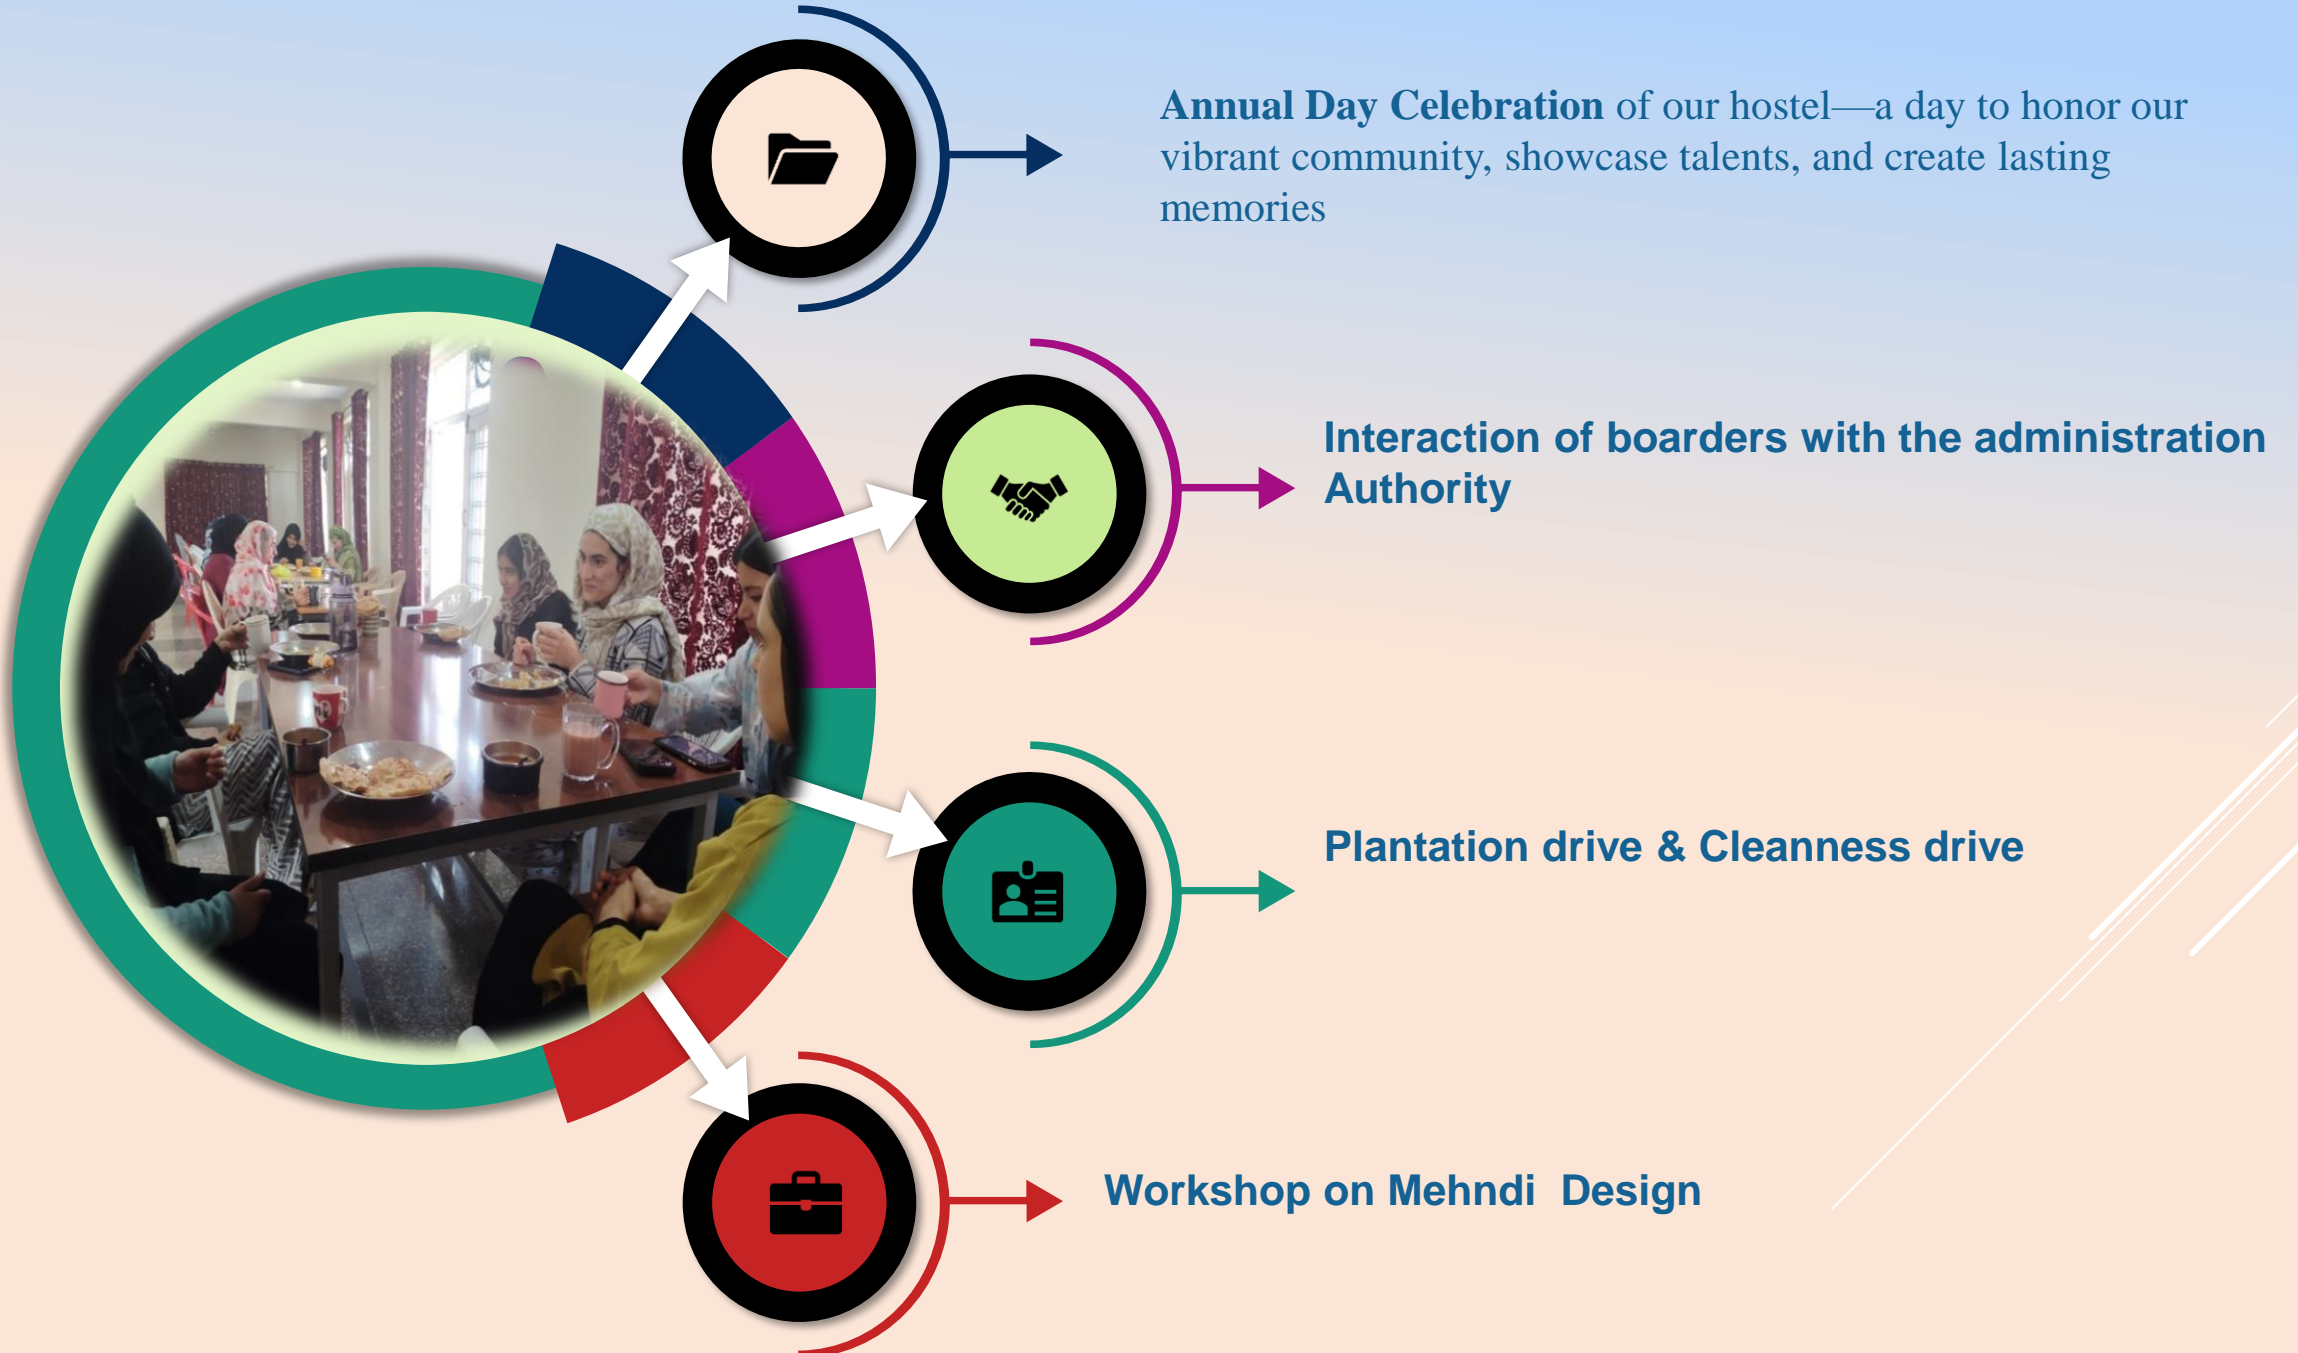 Annual Day Celebration of our hostel—a day to honor our
vibrant community, showcase talents, and create lasting
memories
Interaction of boarders with the administration
Authority
Plantation drive & Cleanness drive
Workshop on Mehndi  Design